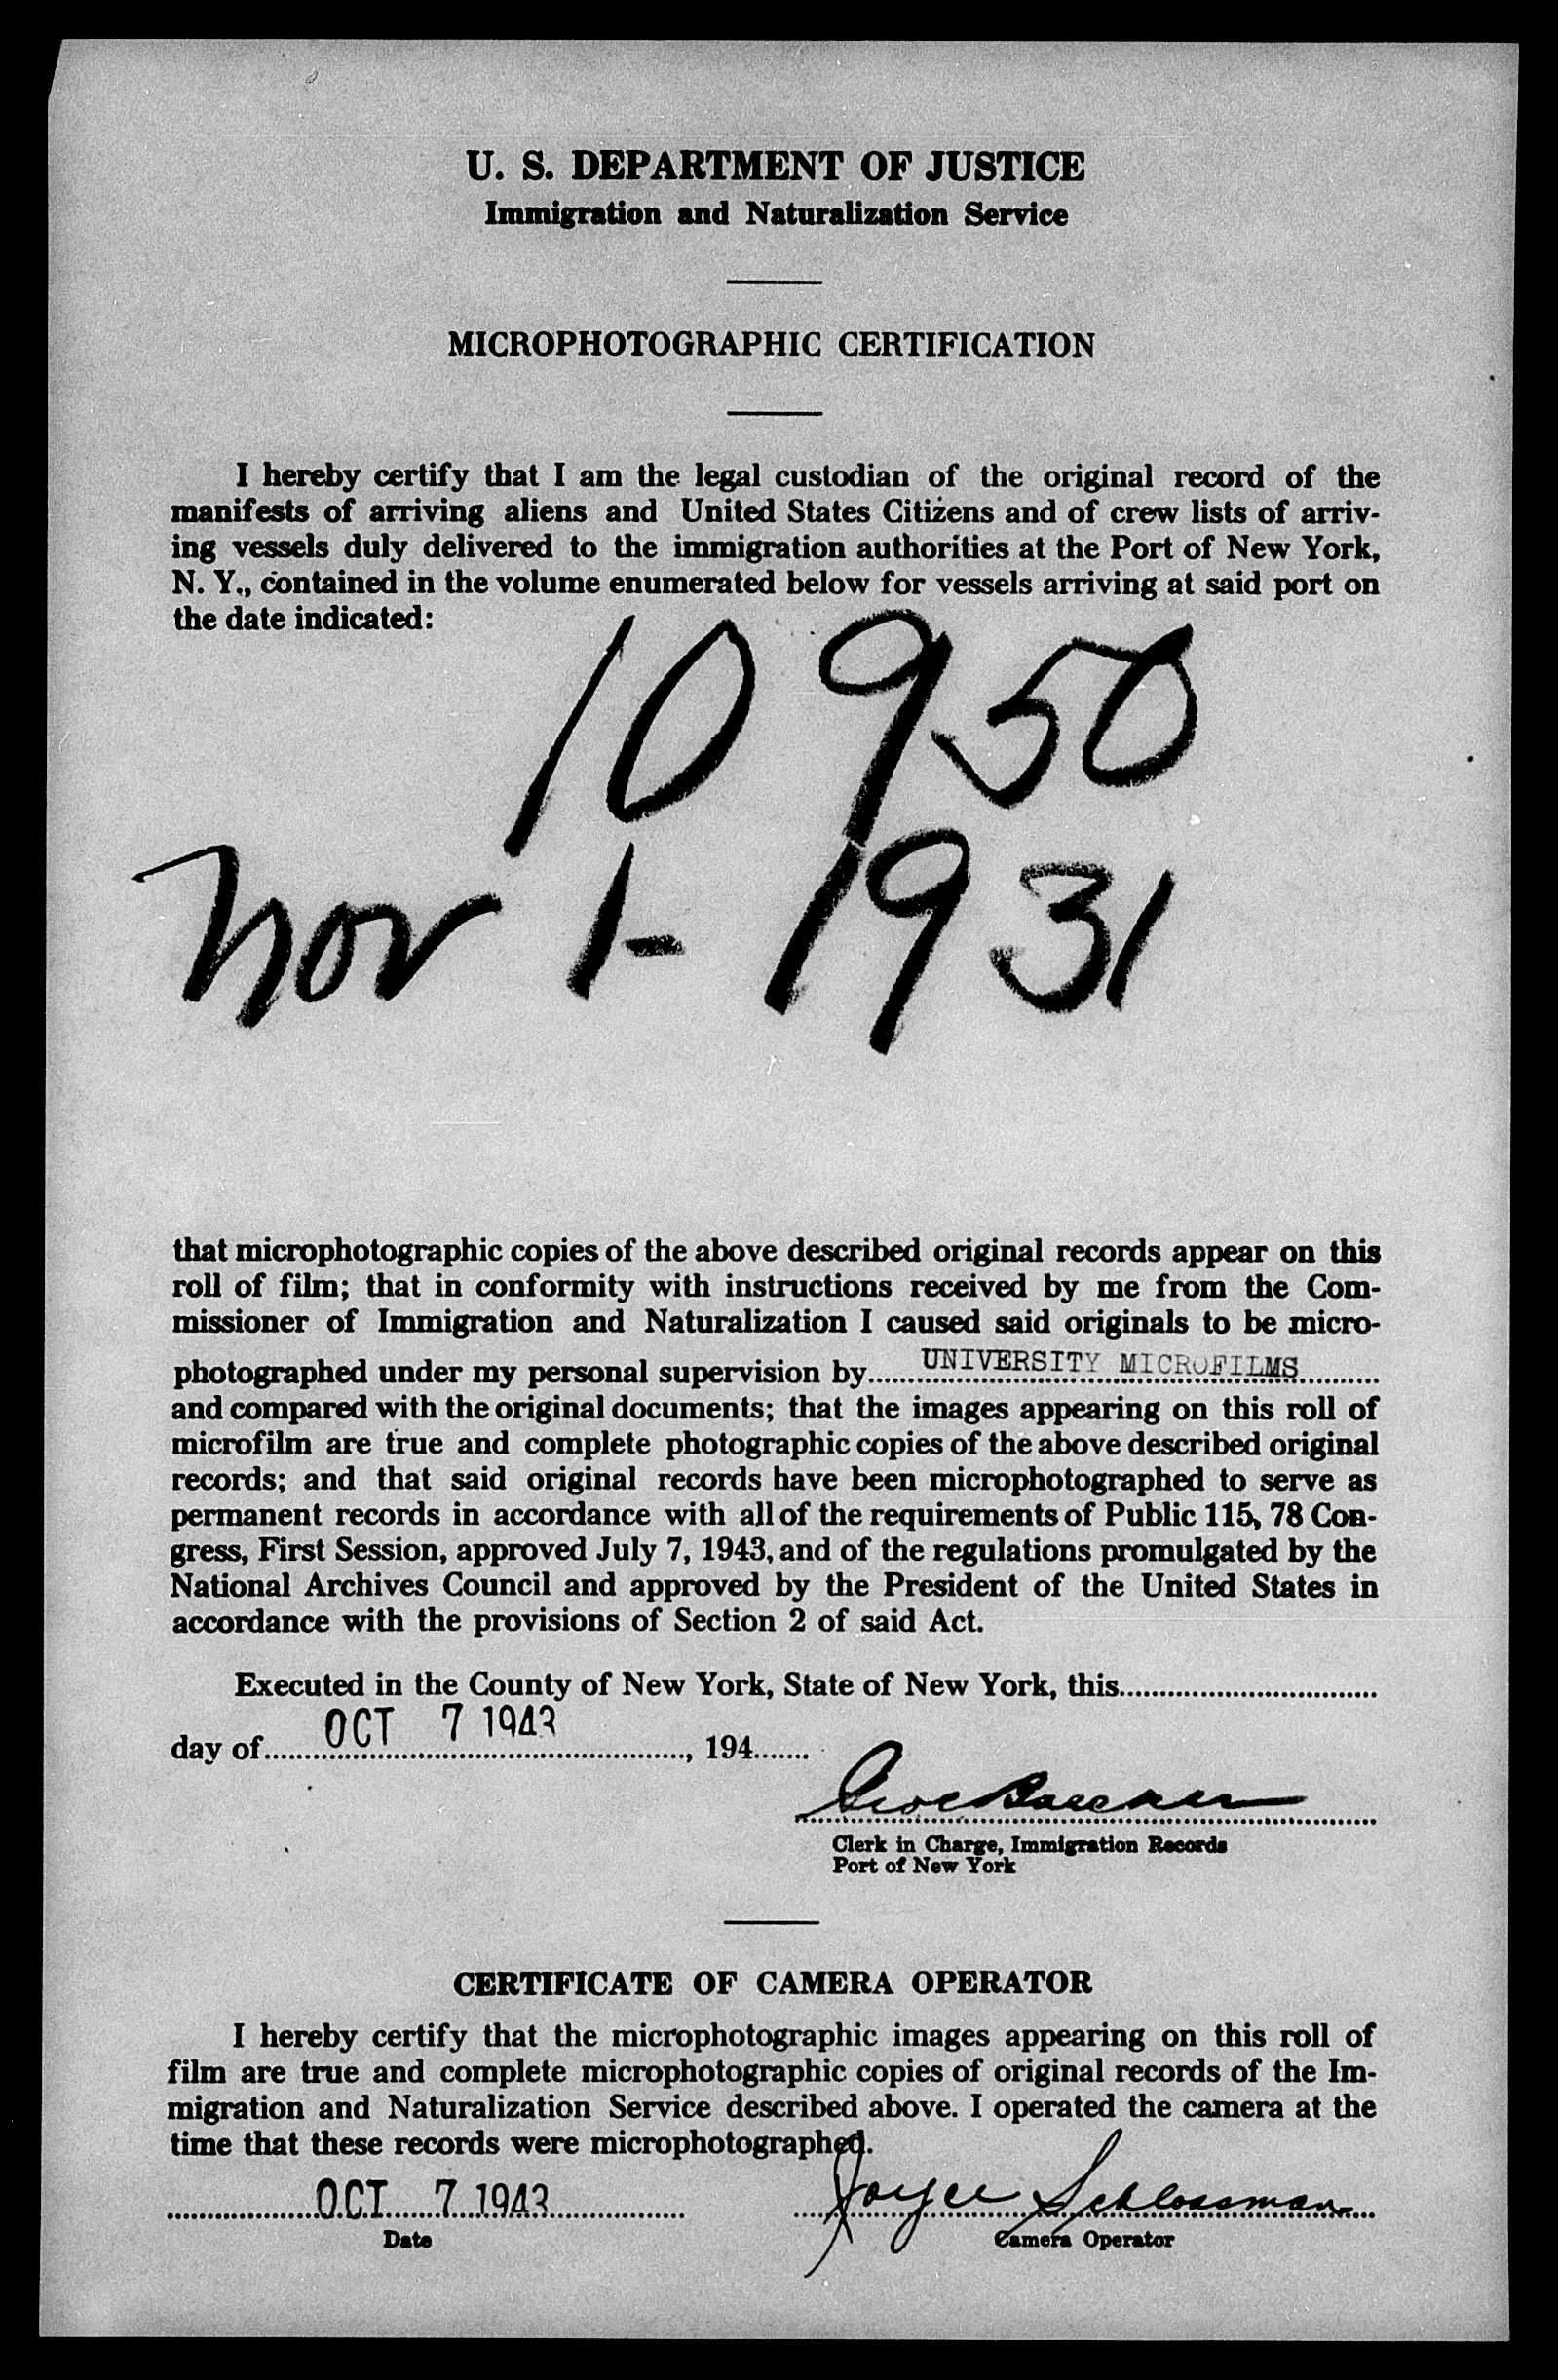 U. S. DEPARTMENT OF JUSTICE
Immigration and Naturalization Service
MICROPHOTOGRAPHIC CERTIFICATION
I hereby certify that I am the legal custodian of the original record of the
manifests of arriving aliens and United States Citizens and of crew lists of arriv-
ing vessels duly delivered to the immigration authorities at the Port of New York,
N. Y., contained in the volume enumerated below for vessels arriving at said port on
the date indicated:
10950
Nov 1- 1931
that microphotographic copies of the above described original records appear on this
roll of film; that in conformity with instructions received by me from the Com-
missioner of Immigration and Naturalization I caused said originals to be micro-
photographed under my personal supervision by UNIVERSITY MICROFILMS
and compared with the original documents; that the images appearing on this roll of
microfilm are true and complete photographic copies of the above described original
records; and that said original records have been microphotographed to serve as
permanent records in accordance with all of the requirements of Public 115, 78 Con-
gress, First Session, approved July 7, 1943, and of the regulations promulgated by the
National Archives Council and approved by the President of the United States in
accordance with the provisions of Section 2 of said Act.
Executed in the County of New York, State of New York, this
day of OCT 7 1943, 194
Clerk in Charge, Immigration Records
Port of New York
CERTIFICATE OF CAMERA OPERATOR
I hereby certify that the microphotographic images appearing on this roll of
film are true and complete microphotographic copies of original records of the Im-
migration and Naturalization Service described above. I operated the camera at the
time that these records were microphotographed.
OCT 7 1943 Joyce Schlossman
Date Camera Operator